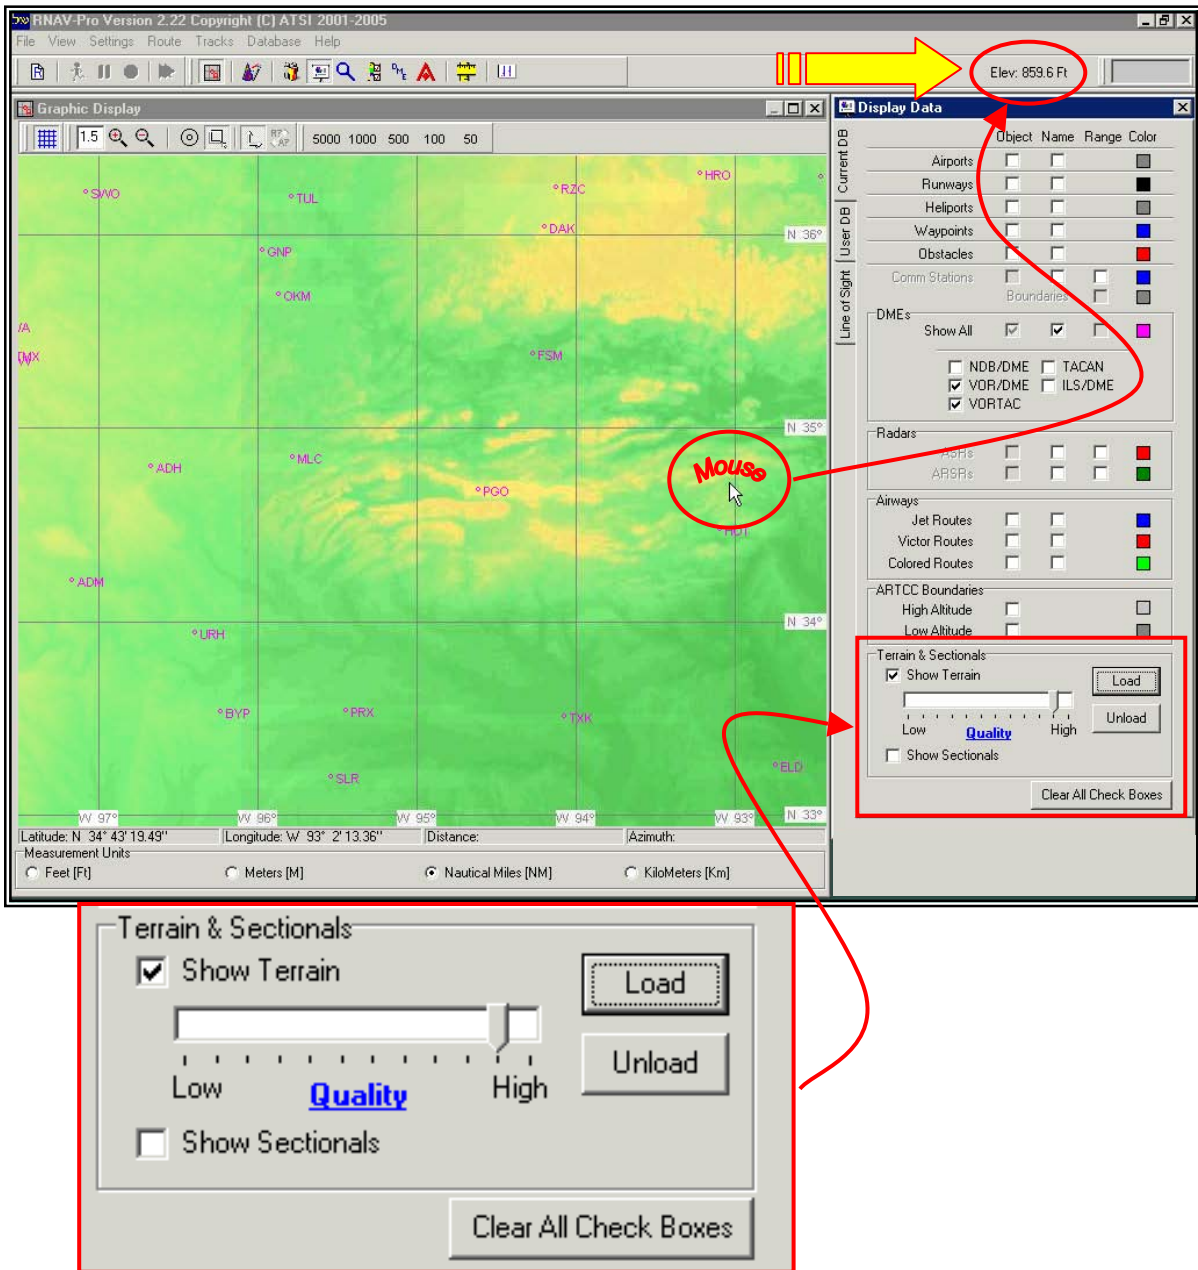 RNAV-Pro Version 2.22 Copyright (C) ATSI 2001-2005
File View Settings Route Tracks Database Help
Elev: 859.6 Ft
Graphic Display
1.5
5000 1000 500 100 50
SWO
TUL
RZC
HRO
DAK
N 36°
GNP
OKM
FSM
N 35°
ADH
MLC
PGO
Mouse
HOT
ADM
N 34°
URH
BYP
PRX
TXK
SLR
ELD
W 97° W 96° W 95° W 94° W 93° N 33°
Latitude: N 34° 43' 19.49" Longitude: W 93° 2' 13.36" Distance: Azimuth:
Measurement Units
Feet [Ft] Meters [M] Nautical Miles [NM] KiloMeters [Km]
Display Data
Current DB
User DB
Line of Sight
Object Name Range Color
Airports
Runways
Heliports
Waypoints
Obstacles
Comm Stations
Boundaries
DMEs
Show All
NDB/DME TACAN
VOR/DME ILS/DME
VORTAC
Radars
ASRs
ARSRs
Airways
Jet Routes
Victor Routes
Colored Routes
ARTCC Boundaries
High Altitude
Low Altitude
Terrain & Sectionals
Show Terrain
Load
Low Quality High
Unload
Show Sectionals
Clear All Check Boxes
Terrain & Sectionals
Show Terrain
Load
Low Quality High
Unload
Show Sectionals
Clear All Check Boxes